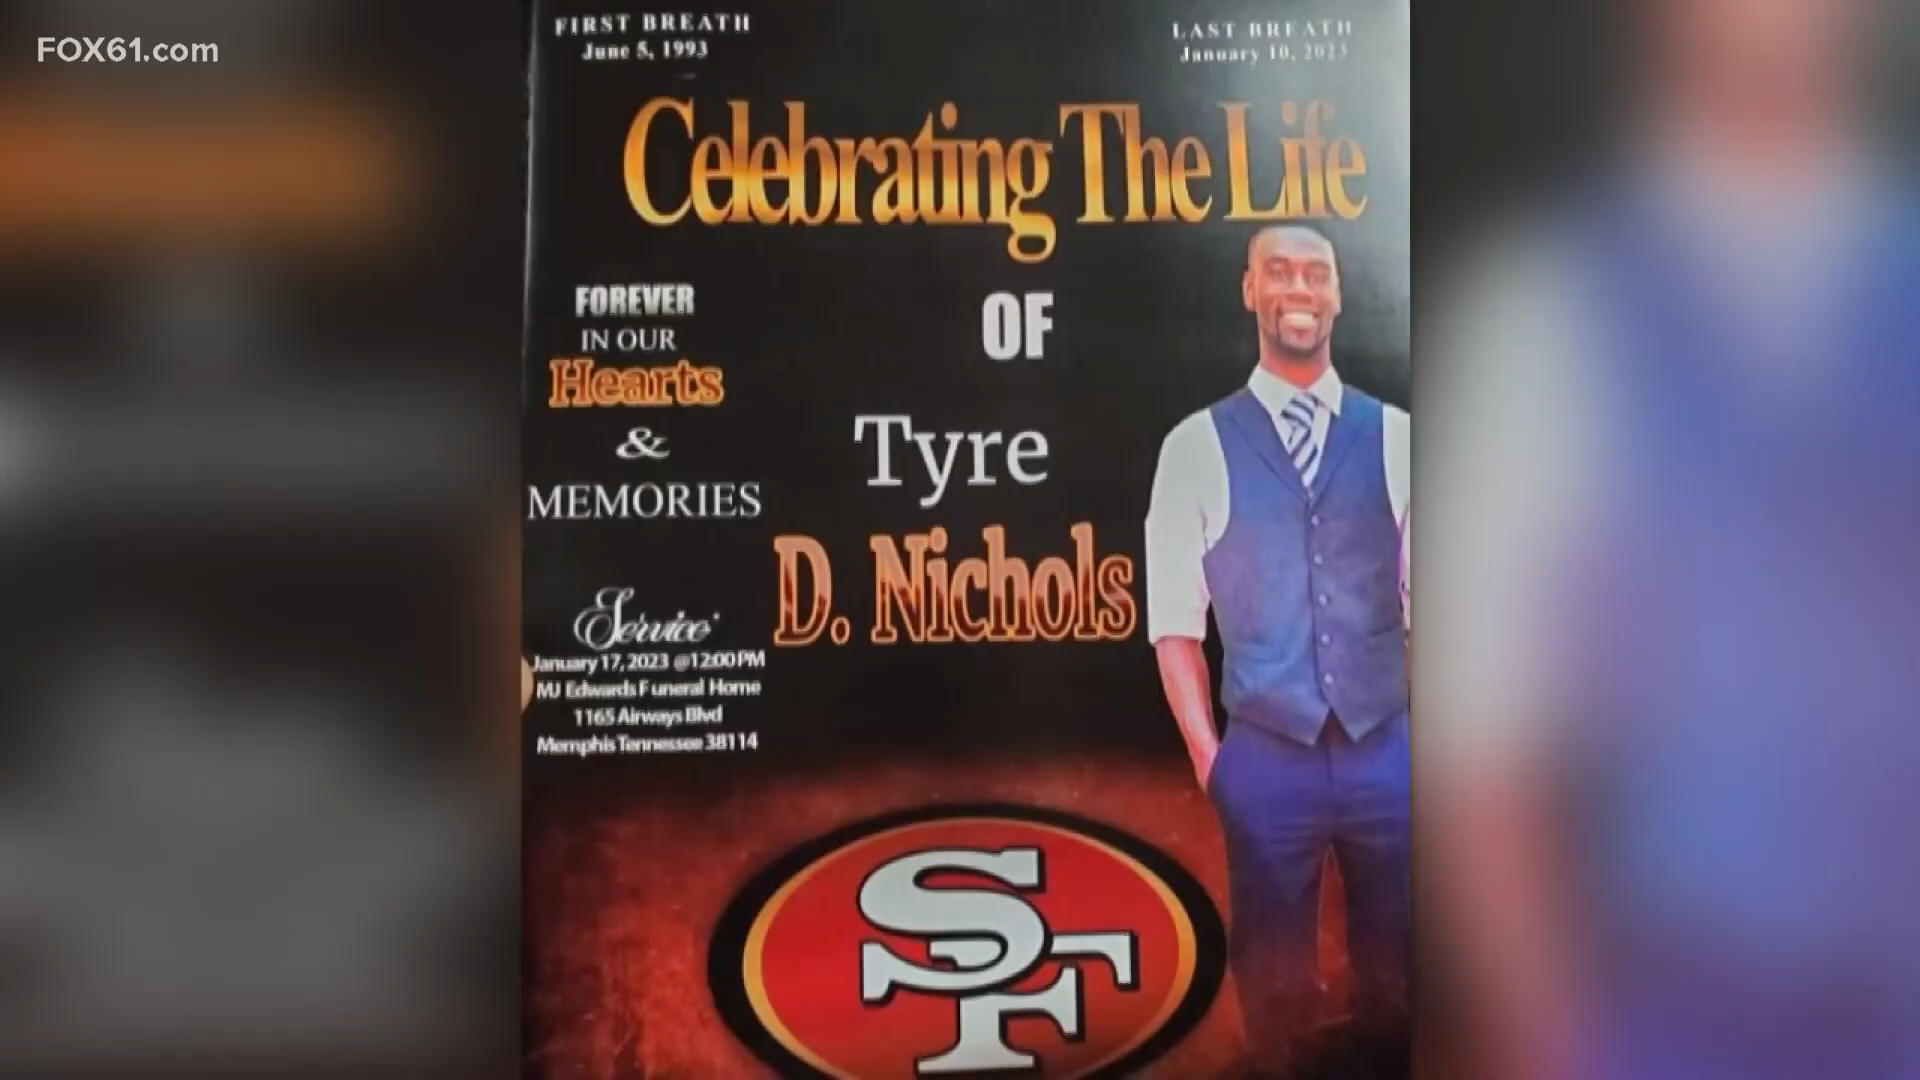 FOX61.com
FIRST BREATH
June 5, 1993
LAST BREATH
January 10, 2023
Celebrating The Life
OF
Tyre
D. Nichols
FOREVER
IN OUR
Hearts
&
MEMORIES
Service
January 17, 2023 @12:00 PM
MJ Edwards Funeral Home
1165 Airways Blvd
Memphis Tennessee 38114
SF